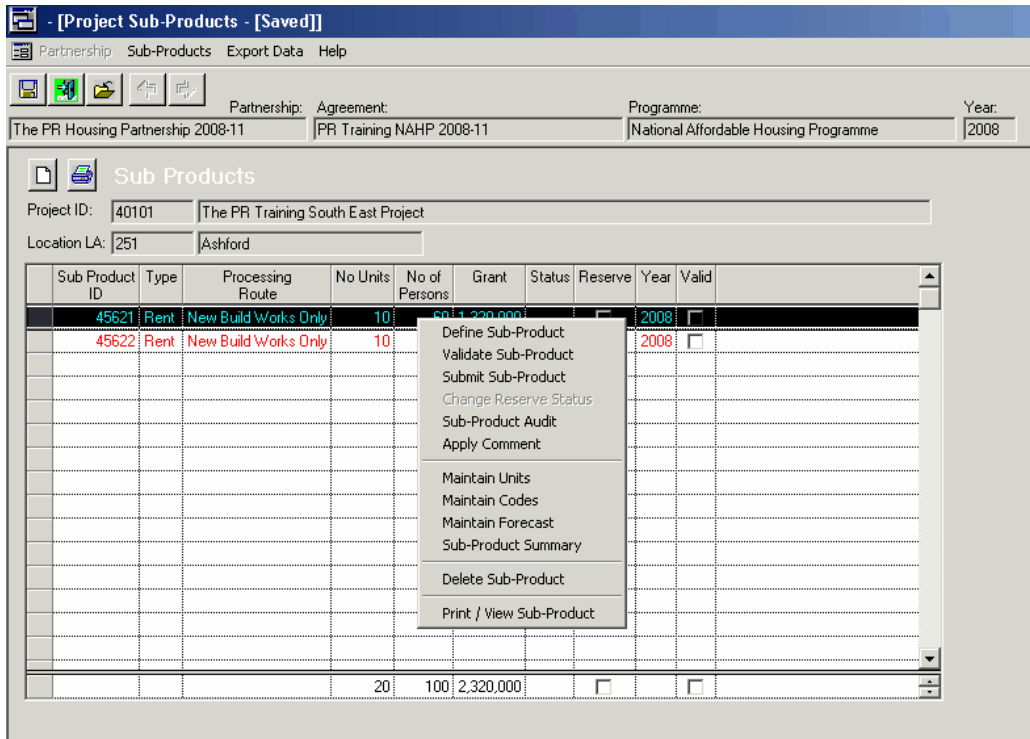 - [Project Sub-Products - [Saved]]
Partnership Sub-Products Export Data Help
Partnership: Agreement: Programme: Year:
The PR Housing Partnership 2008-11 PR Training NAHP 2008-11 National Affordable Housing Programme 2008
Sub Products
Project ID: 40101 The PR Training South East Project
Location LA: 251 Ashford
Sub Product ID Type Processing Route No Units No of Persons Grant Status Reserve Year Valid
45621 Rent New Build Works Only 10 60 1,320,000 2008
45622 Rent New Build Works Only 10 2008
Define Sub-Product
Validate Sub-Product
Submit Sub-Product
Change Reserve Status
Sub-Product Audit
Apply Comment
Maintain Units
Maintain Codes
Maintain Forecast
Sub-Product Summary
Delete Sub-Product
Print / View Sub-Product
20 100 2,320,000